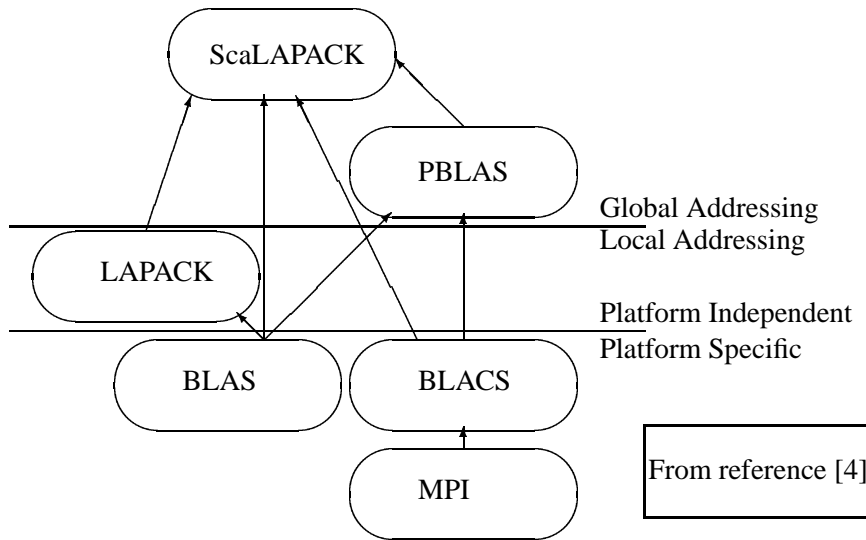 ScaLAPACK
PBLAS
Global Addressing
Local Addressing
LAPACK
Platform Independent
Platform Specific
BLAS
BLACS
From reference [4]
MPI